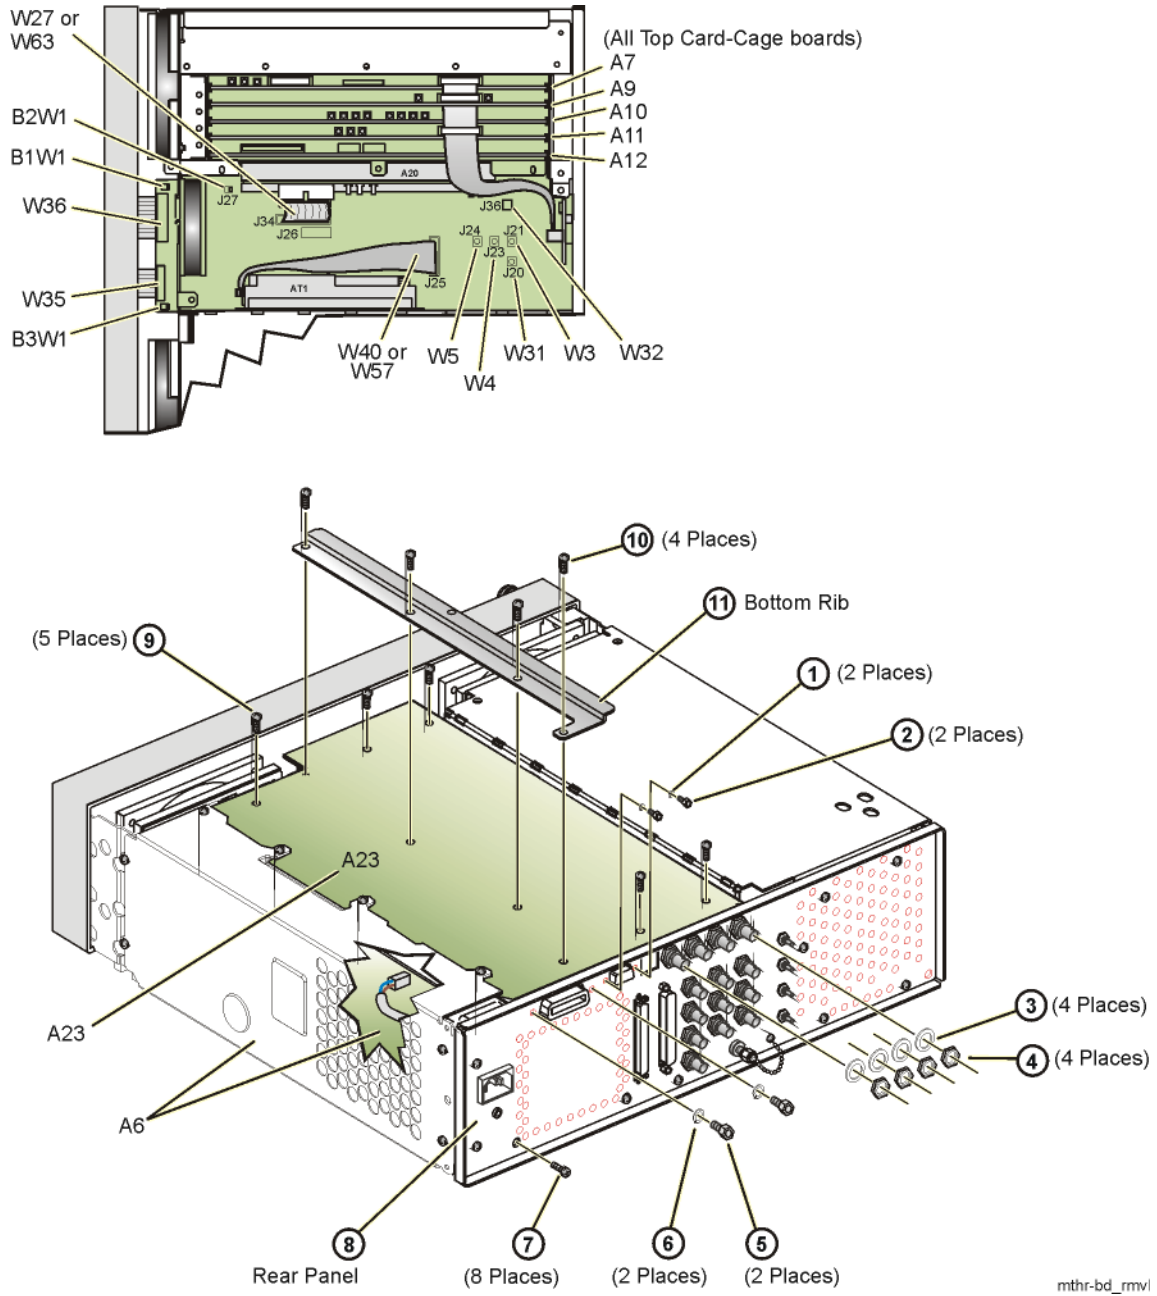 W27 or
W63
(All Top Card-Cage boards)
A7
A9
A10
A11
A12
B2W1
B1W1
W36
W35
B3W1
A20
J27
J34
J26
J36
J24
J23
J21
J20
J25
AT1
W40 or
W57
W5
W4
W31
W3
W32
10 (4 Places)
11 Bottom Rib
(5 Places) 9
1 (2 Places)
2 (2 Places)
A23
3 (4 Places)
4 (4 Places)
A23
A6
8
Rear Panel
7
(8 Places)
6
(2 Places)
5
(2 Places)
mthr-bd_rmvl